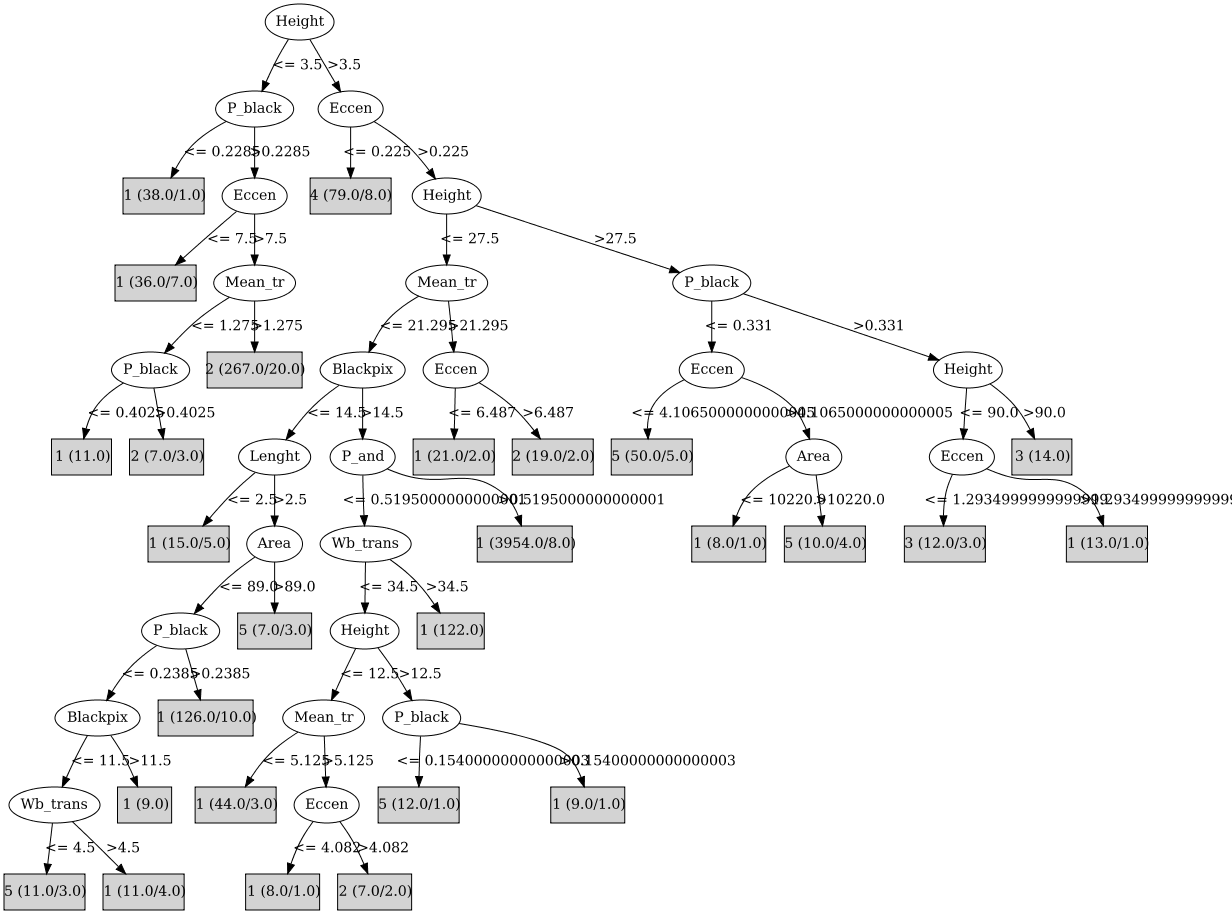 Height
<= 3.5 >3.5
P_black Eccen
<= 0.2285 >0.2285 <= 0.225 >0.225
1 (38.0/1.0) Eccen 4 (79.0/8.0) Height
<= 7.5 >7.5 <= 27.5 >27.5
1 (36.0/7.0) Mean_tr Mean_tr P_black
<= 1.275 >1.275 <= 21.295 >21.295 <= 0.331 >0.331
P_black 2 (267.0/20.0) Blackpix Eccen Eccen Height
<= 0.4025 >0.4025 <= 14.5 >14.5 <= 6.487 >6.487 <= 4.1065000000000005 >4.1065000000000005 <= 90.0 >90.0
1 (11.0) 2 (7.0/3.0) Lenght P_and 1 (21.0/2.0) 2 (19.0/2.0) 5 (50.0/5.0) Area Eccen 3 (14.0)
<= 2.5 >2.5 <= 0.5195000000000001 >0.5195000000000001 <= 10220.0 >10220.0
1 (15.0/5.0) Area Wb_trans 1 (3954.0/8.0) 1 (8.0/1.0) 5 (10.0/4.0) 3 (12.0/3.0) 1 (13.0/1.0)
<= 89.0 >89.0 <= 34.5 >34.5
P_black 5 (7.0/3.0) Height 1 (122.0)
<= 0.2385 >0.2385 <= 12.5 >12.5
Blackpix 1 (126.0/10.0) Mean_tr P_black
<= 11.5 >11.5 <= 5.125 >5.125 <= 0.15400000000000003 >0.15400000000000003
Wb_trans 1 (9.0) 1 (44.0/3.0) Eccen 5 (12.0/1.0) 1 (9.0/1.0)
<= 4.5 >4.5 <= 4.082 >4.082
5 (11.0/3.0) 1 (11.0/4.0) 1 (8.0/1.0) 2 (7.0/2.0)